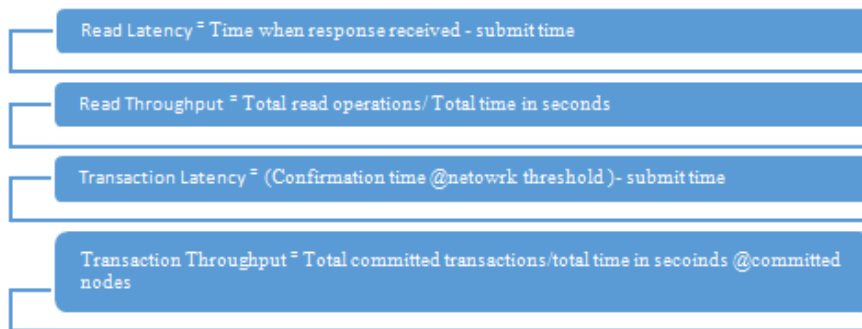 Read Latency = Time when response received - submit time
Read Throughput = Total read operations/ Total time in seconds
Transaction Latency = (Confirmation time @netowrk threshold )- submit time
Transaction Throughput = Total committed transactions/total time in secoinds @committed
nodes